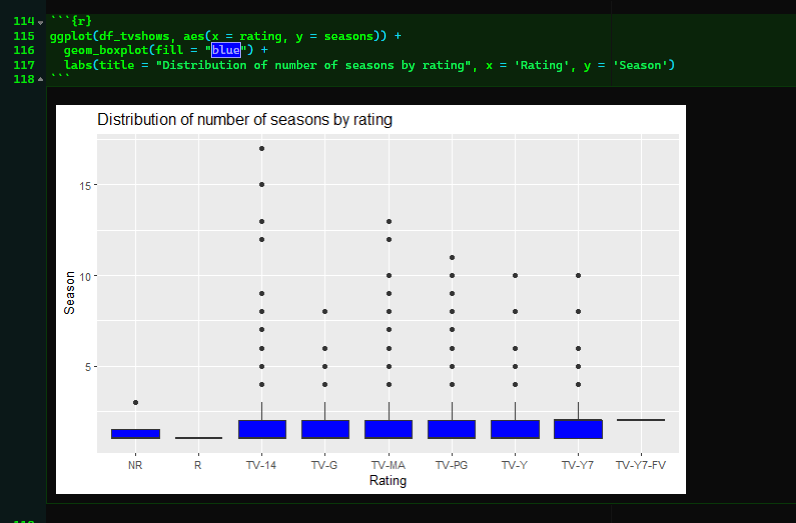 114 ```{r}
115 ggplot(df_tvshows, aes(x = rating, y = seasons)) +
116 geom_boxplot(fill = "blue") +
117 labs(title = "Distribution of number of seasons by rating", x = 'Rating', y = 'Season')
118 ```
Distribution of number of seasons by rating
15
10
5
Season
NR R TV-14 TV-G TV-MA TV-PG TV-Y TV-Y7 TV-Y7-FV
Rating